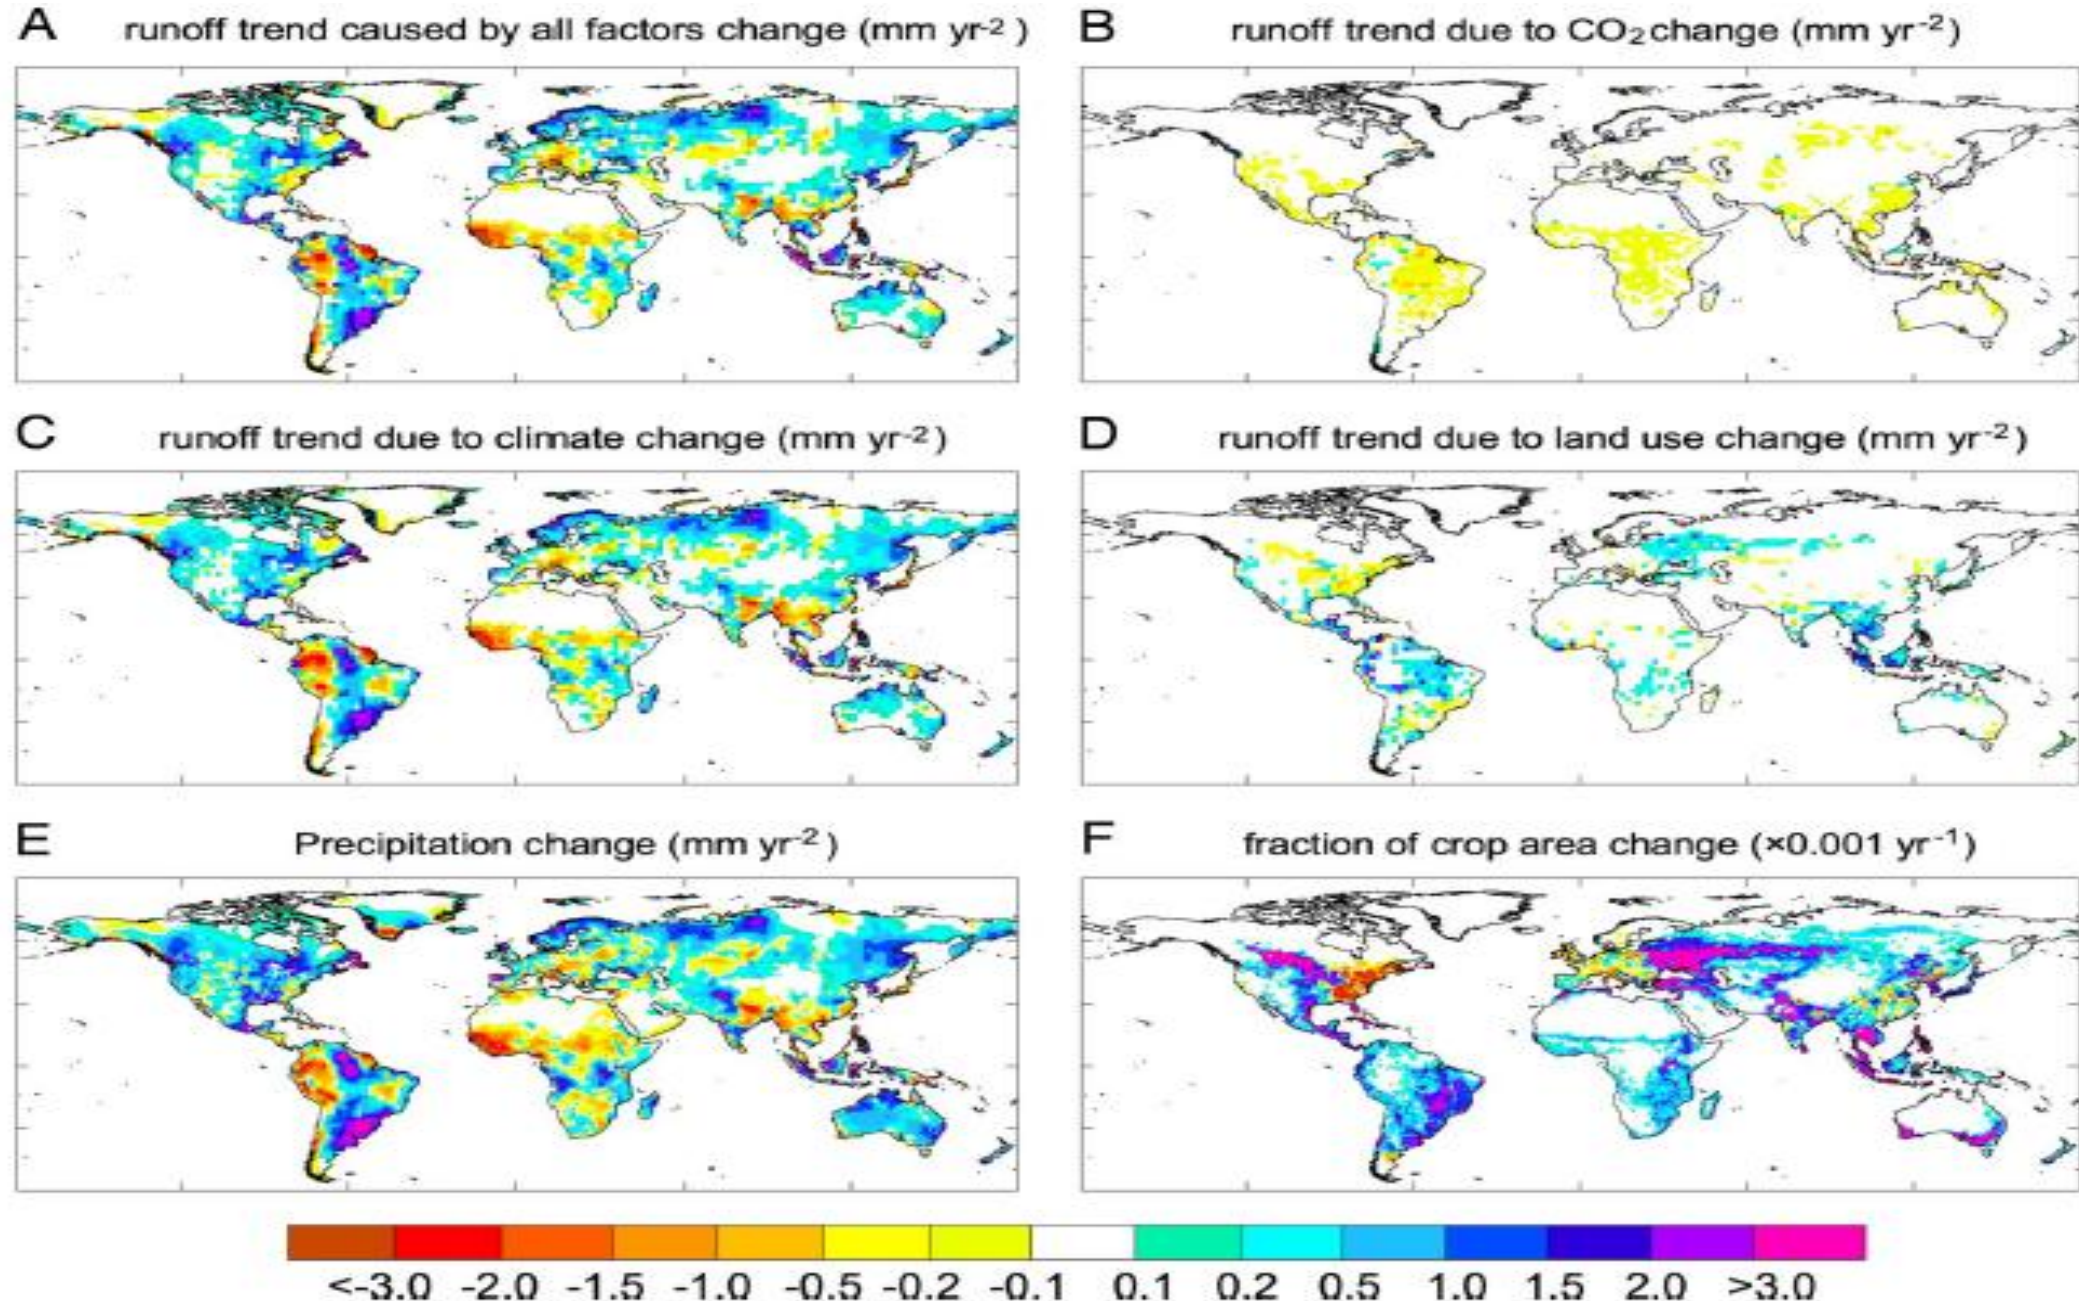 A runoff trend caused by all factors change (mm yr-2 )
B runoff trend due to CO2 change (mm yr-2)
C runoff trend due to climate change (mm yr-2)
D runoff trend due to land use change (mm yr-2)
E Precipitation change (mm yr-2)
F fraction of crop area change (×0.001 yr-1)
<-3.0 -2.0 -1.5 -1.0 -0.5 -0.2 -0.1 0.1 0.2 0.5 1.0 1.5 2.0 >3.0